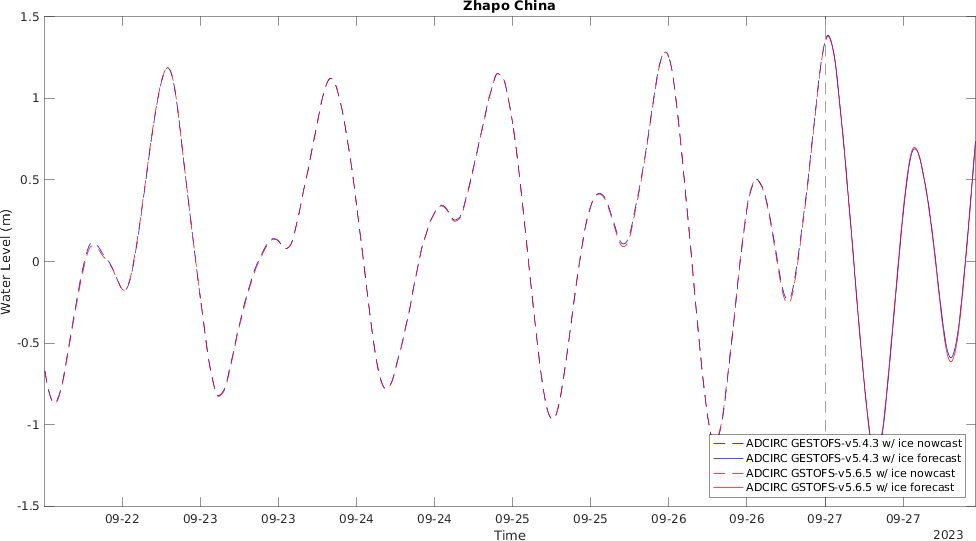 Zhapo China
1.5
1
0.5
0
-0.5
-1
-1.5
Water Level (m)
09-22
09-23
09-23
09-24
09-24
09-25
09-25
09-26
09-26
09-27
09-27
Time
2023
ADCIRC GESTOFS-v5.4.3 w/ ice nowcast
ADCIRC GESTOFS-v5.4.3 w/ ice forecast
ADCIRC GSTOFS-v5.6.5 w/ ice nowcast
ADCIRC GSTOFS-v5.6.5 w/ ice forecast